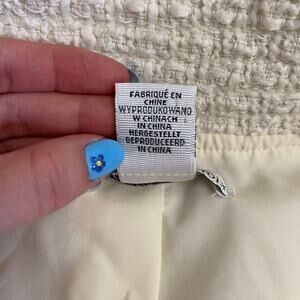 FABRIQUÉ EN
CHINE
WYPRODUKOWANO
W CHINACH
IN CHINA
HERGESTELLT
GEPRODUCEERD
IN CHINA